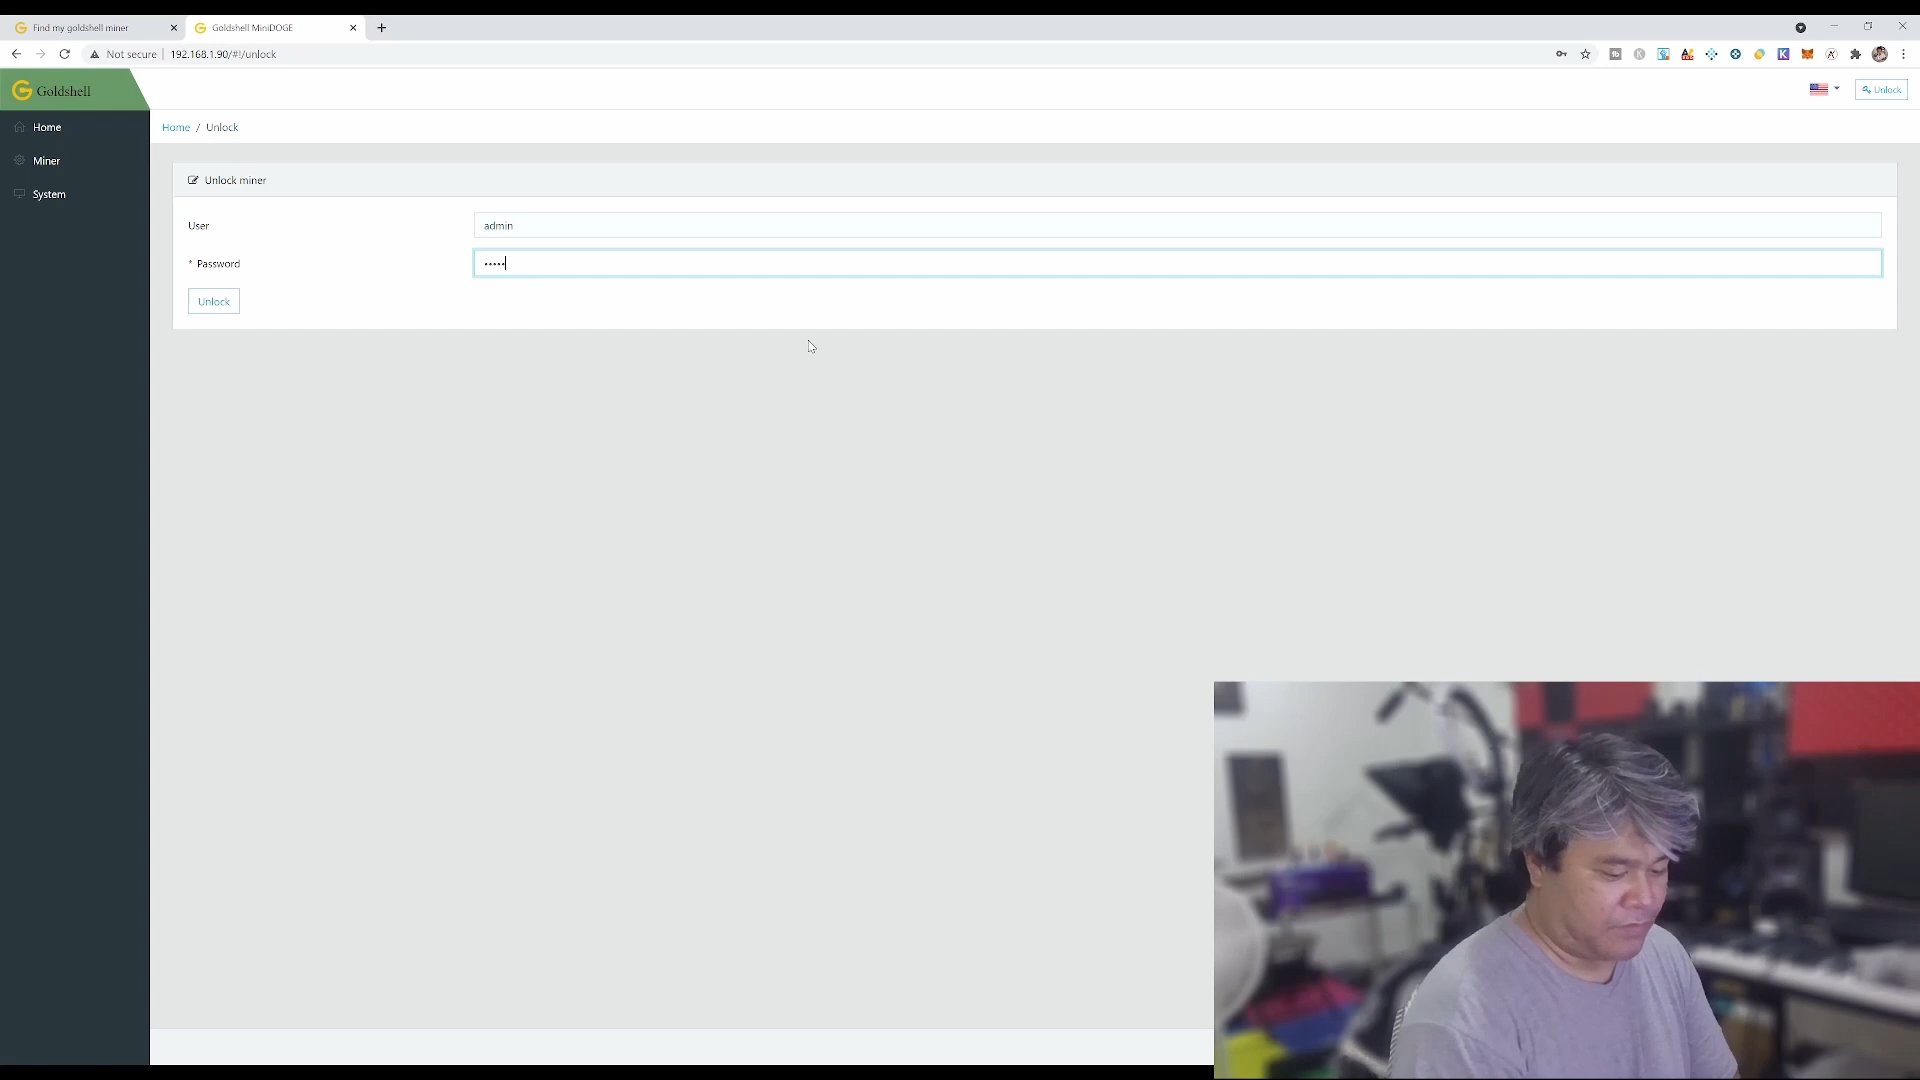 Find my goldshell miner
Goldshell MiniDOGE
Not secure
192.168.1.90/#!/unlock
Goldshell
Unlock
Home
Miner
System
Home / Unlock
Unlock miner
User
admin
* Password
•••••
Unlock